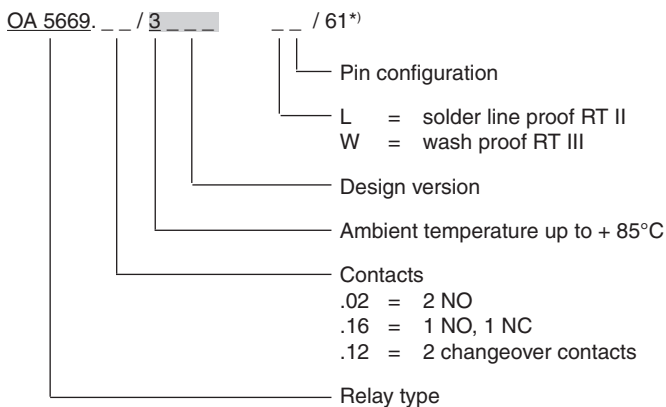 OA 5669. _ _ / 3 _ _ _ _ _ / 61*)
Pin configuration
L = solder line proof RT II
W = wash proof RT III
Design version
Ambient temperature up to + 85°C
Contacts
.02 = 2 NO
.16 = 1 NO, 1 NC
.12 = 2 changeover contacts
Relay type